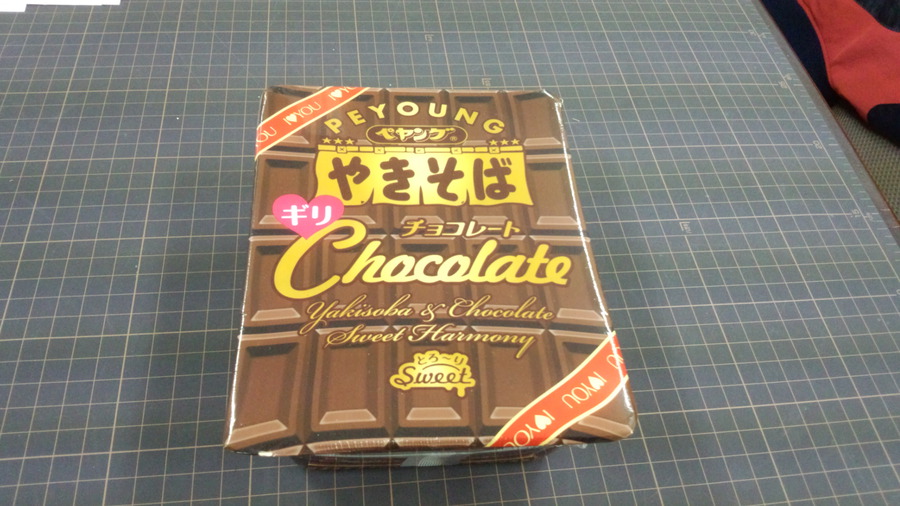 OU I♥YOU I♥
PEYOUNG
ペヤング®
やきそば
ギリ
チョコレート
Chocolate
Yakisoba & Chocolate
Sweet Harmony
とろ〜り
Sweet
I♥YOU I♥YOU